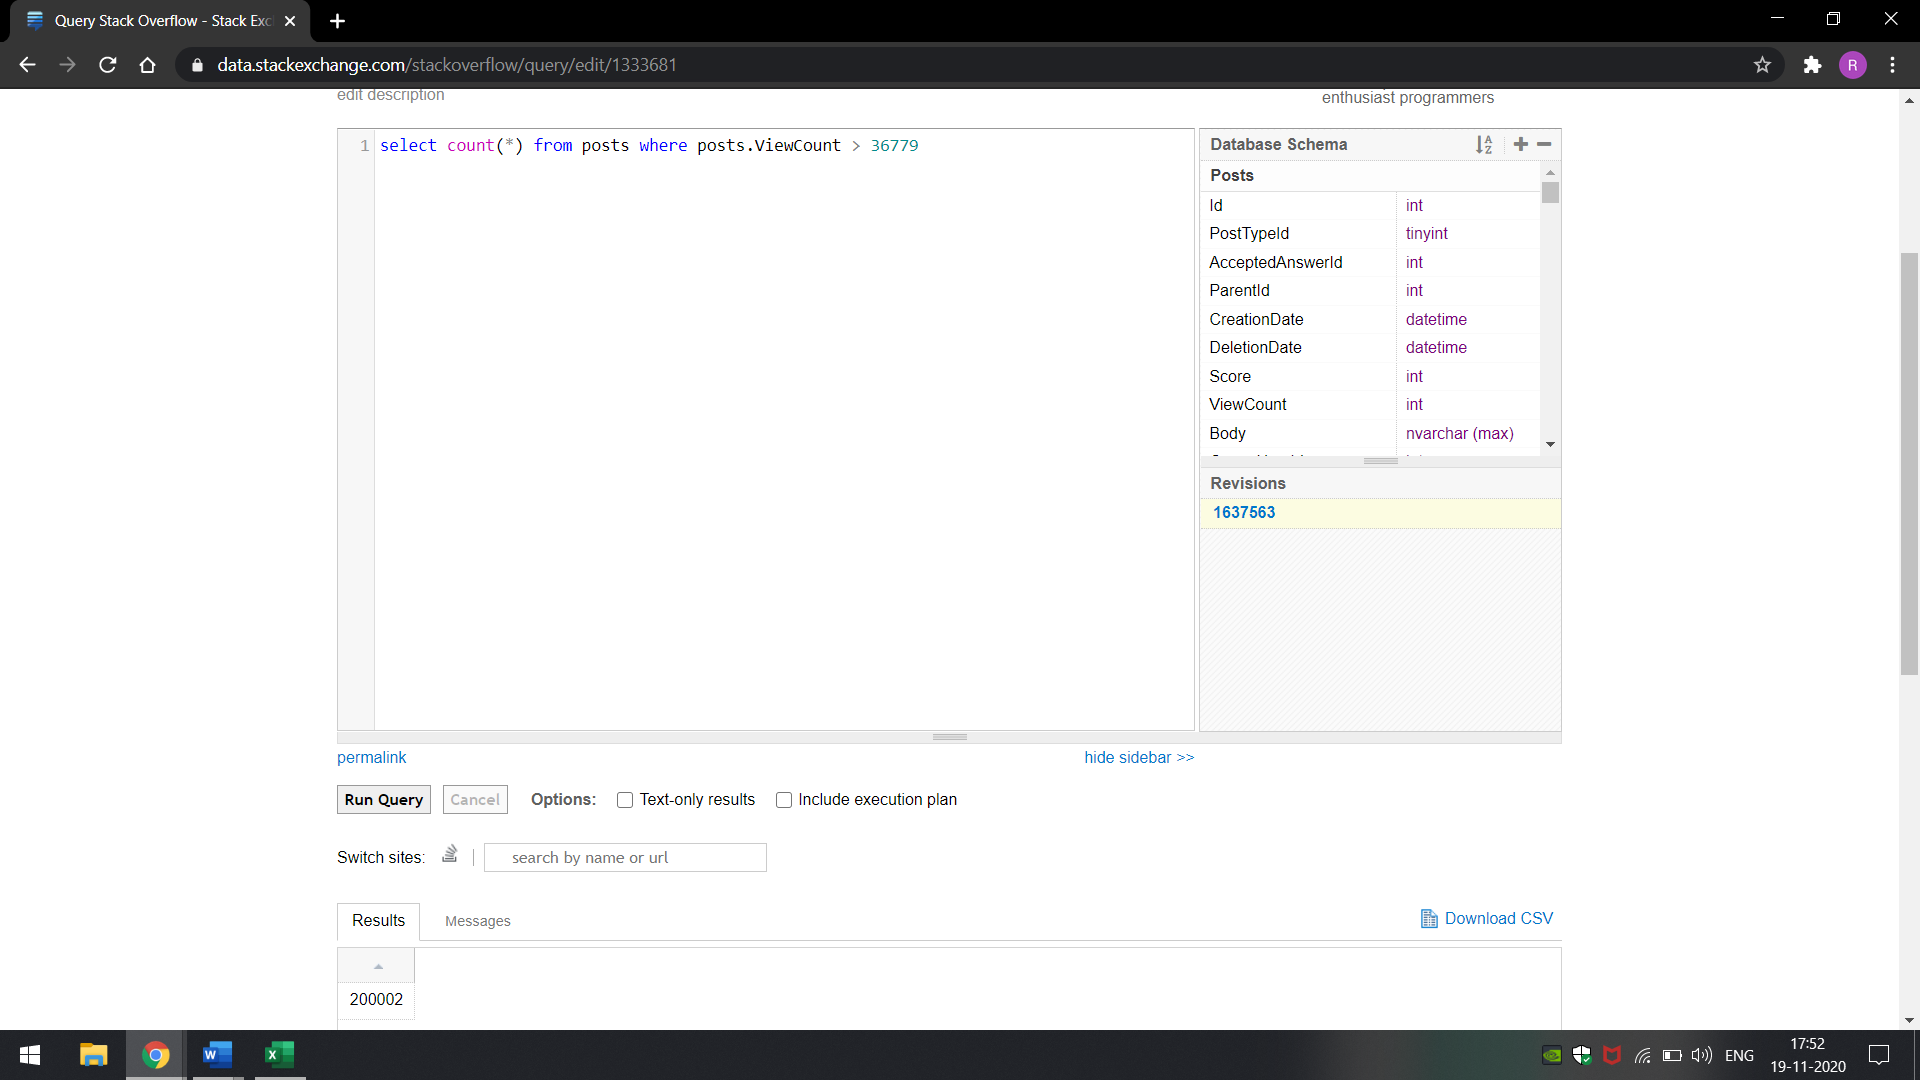 Query Stack Overflow - Stack Exc
data.stackexchange.com/stackoverflow/query/edit/1333681
R
edit description
enthusiast programmers
1 select count(*) from posts where posts.ViewCount > 36779
Database Schema
Posts
Id int
PostTypeId tinyint
AcceptedAnswerId int
ParentId int
CreationDate datetime
DeletionDate datetime
Score int
ViewCount int
Body nvarchar (max)
Revisions
1637563
permalink
hide sidebar >>
Run Query Cancel Options: Text-only results Include execution plan
Switch sites: search by name or url
Results Messages Download CSV
200002
ENG
17:52
19-11-2020